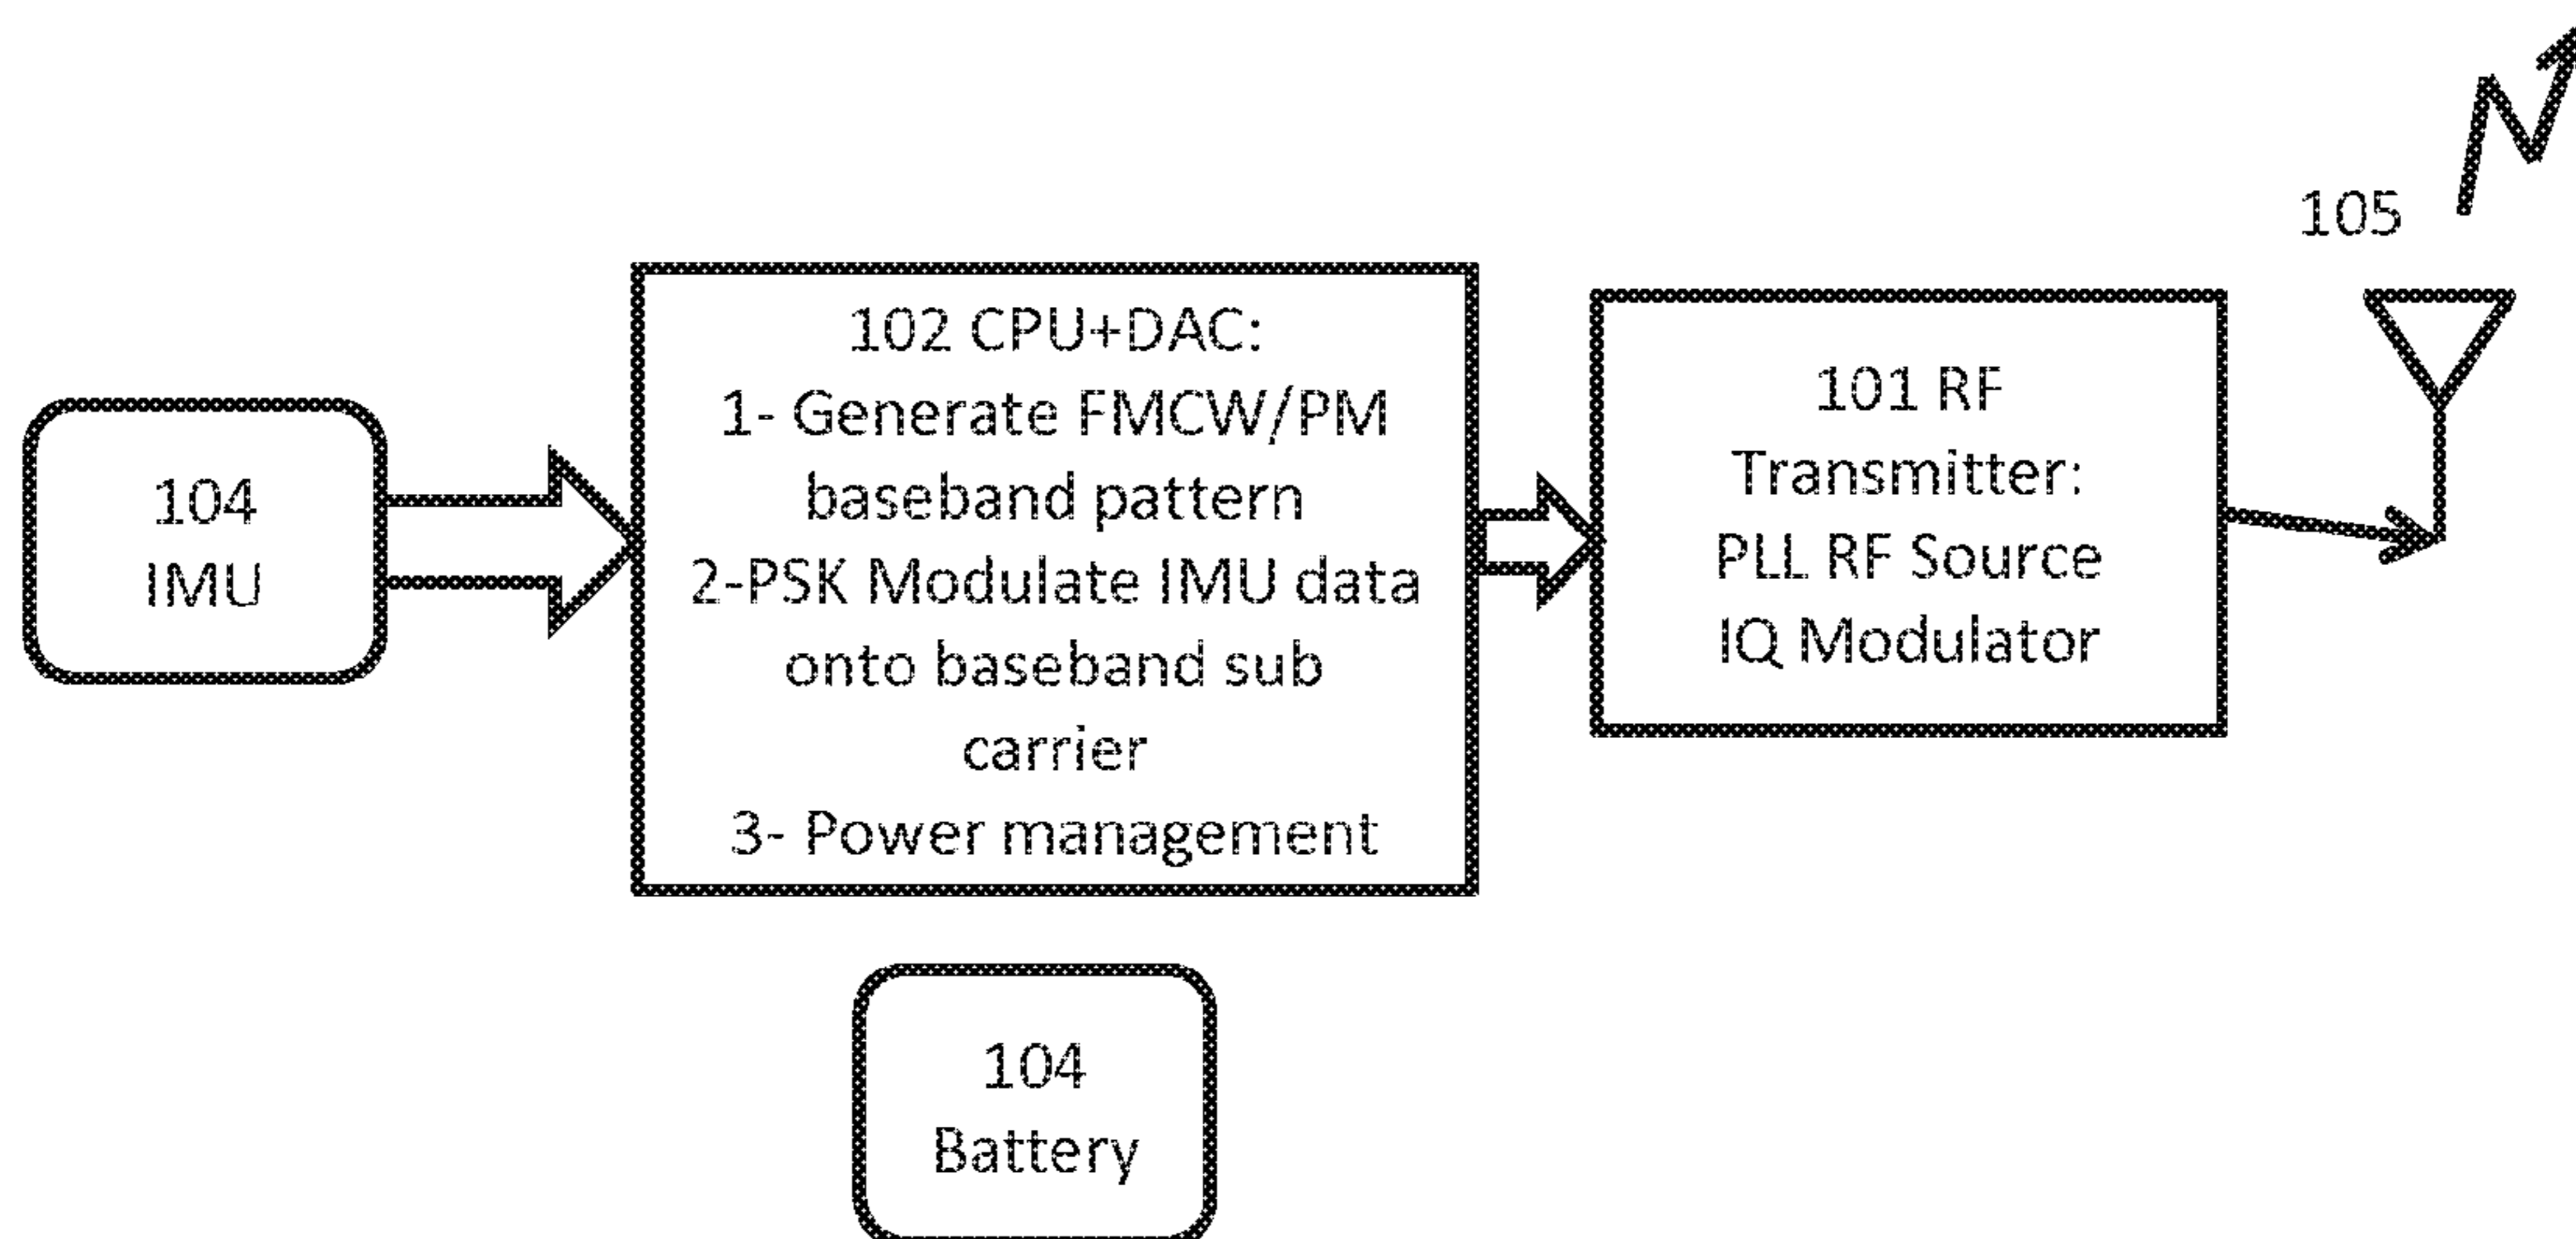 105
104
IMU
102 CPU+DAC:
1- Generate FMCW/PM
baseband pattern
2-PSK Modulate IMU data
onto baseband sub
carrier
3- Power management
101 RF
Transmitter:
PLL RF Source
IQ Modulator
104
Battery